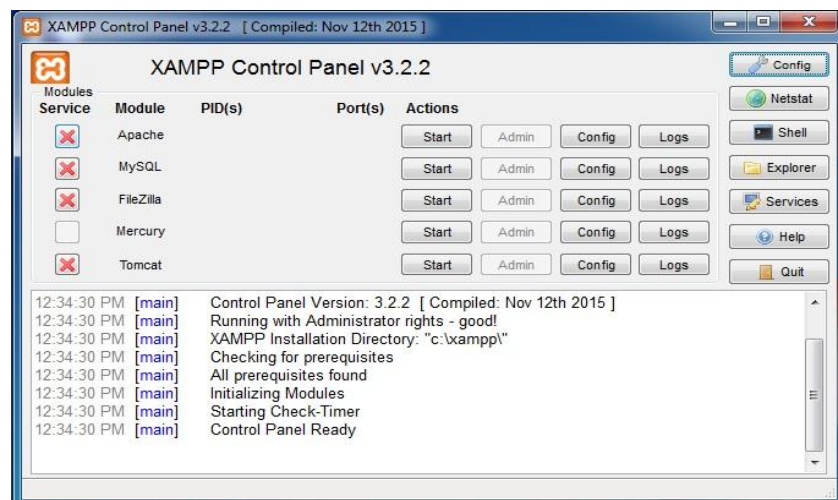 XAMPP Control Panel v3.2.2 [ Compiled: Nov 12th 2015 ]
XAMPP Control Panel v3.2.2
Config
Modules
Service Module PID(s) Port(s) Actions
Netstat
Apache Start Admin Config Logs
Shell
MySQL Start Admin Config Logs
Explorer
FileZilla Start Admin Config Logs
Services
Mercury Start Admin Config Logs
Help
Tomcat Start Admin Config Logs
Quit
12:34:30 PM [main] Control Panel Version: 3.2.2 [ Compiled: Nov 12th 2015 ]
12:34:30 PM [main] Running with Administrator rights - good!
12:34:30 PM [main] XAMPP Installation Directory: "c:\xampp\"
12:34:30 PM [main] Checking for prerequisites
12:34:30 PM [main] All prerequisites found
12:34:30 PM [main] Initializing Modules
12:34:30 PM [main] Starting Check-Timer
12:34:30 PM [main] Control Panel Ready